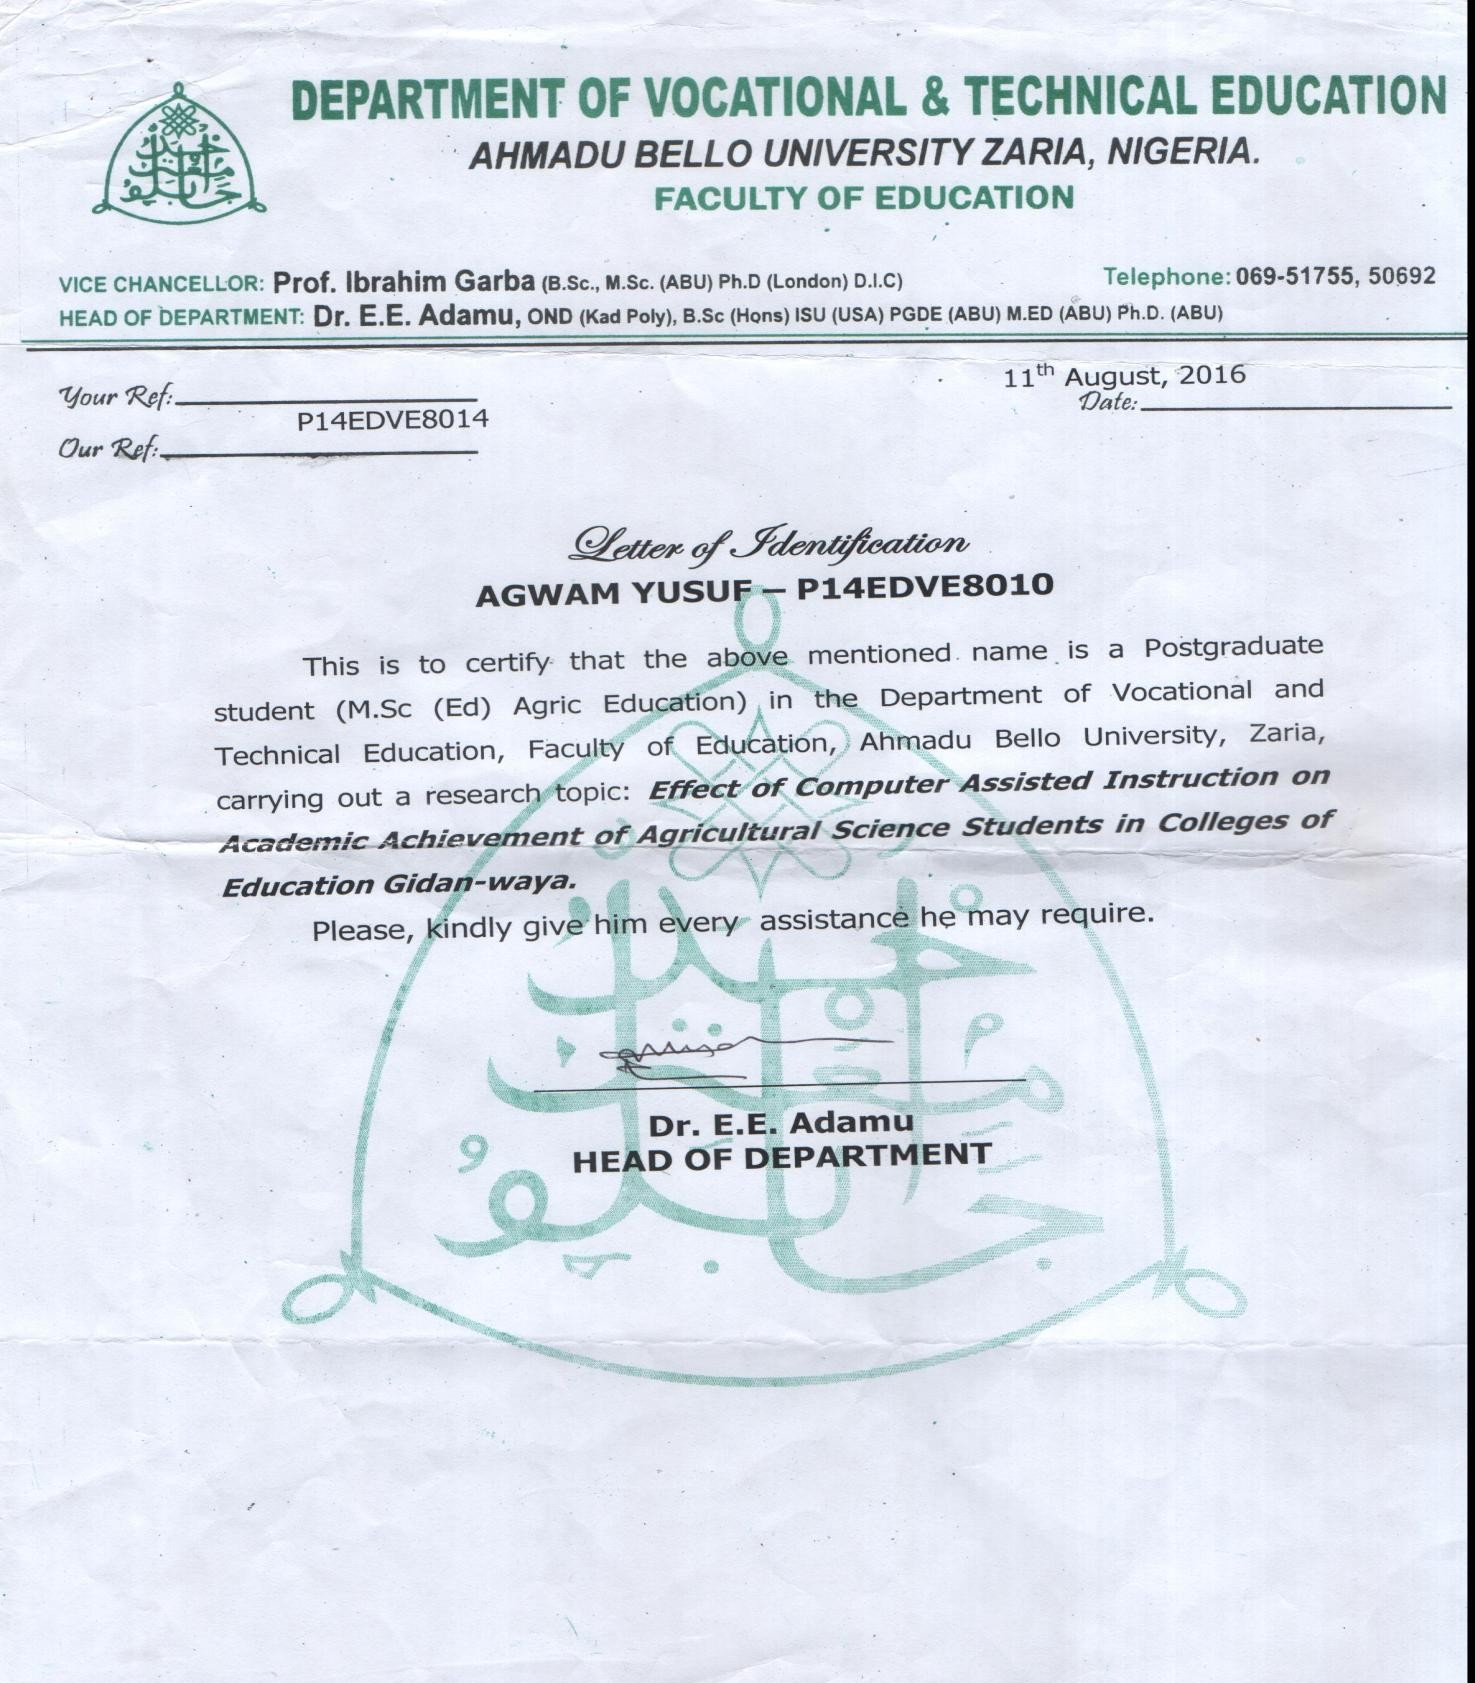 DEPARTMENT OF VOCATIONAL & TECHNICAL EDUCATION
AHMADU BELLO UNIVERSITY ZARIA, NIGERIA.
FACULTY OF EDUCATION
VICE CHANCELLOR: Prof. Ibrahim Garba (B.Sc., M.Sc. (ABU) Ph.D (London) D.I.C)
Telephone: 069-51755, 50692
HEAD OF DEPARTMENT: Dr. E.E. Adamu, OND (Kad Poly), B.Sc (Hons) ISU (USA) PGDE (ABU) M.ED (ABU) Ph.D. (ABU)
11th August, 2016
Your Ref:
Date:
P14EDVE8014
Our Ref:
Letter of Identification
AGWAM YUSUF – P14EDVE8010
This is to certify that the above mentioned name is a Postgraduate
student (M.Sc (Ed) Agric Education) in the Department of Vocational and
Technical Education, Faculty of Education, Ahmadu Bello University, Zaria,
carrying out a research topic: Effect of Computer Assisted Instruction on
Academic Achievement of Agricultural Science Students in Colleges of
Education Gidan-waya.
Please, kindly give him every assistance he may require.
Dr. E.E. Adamu
HEAD OF DEPARTMENT